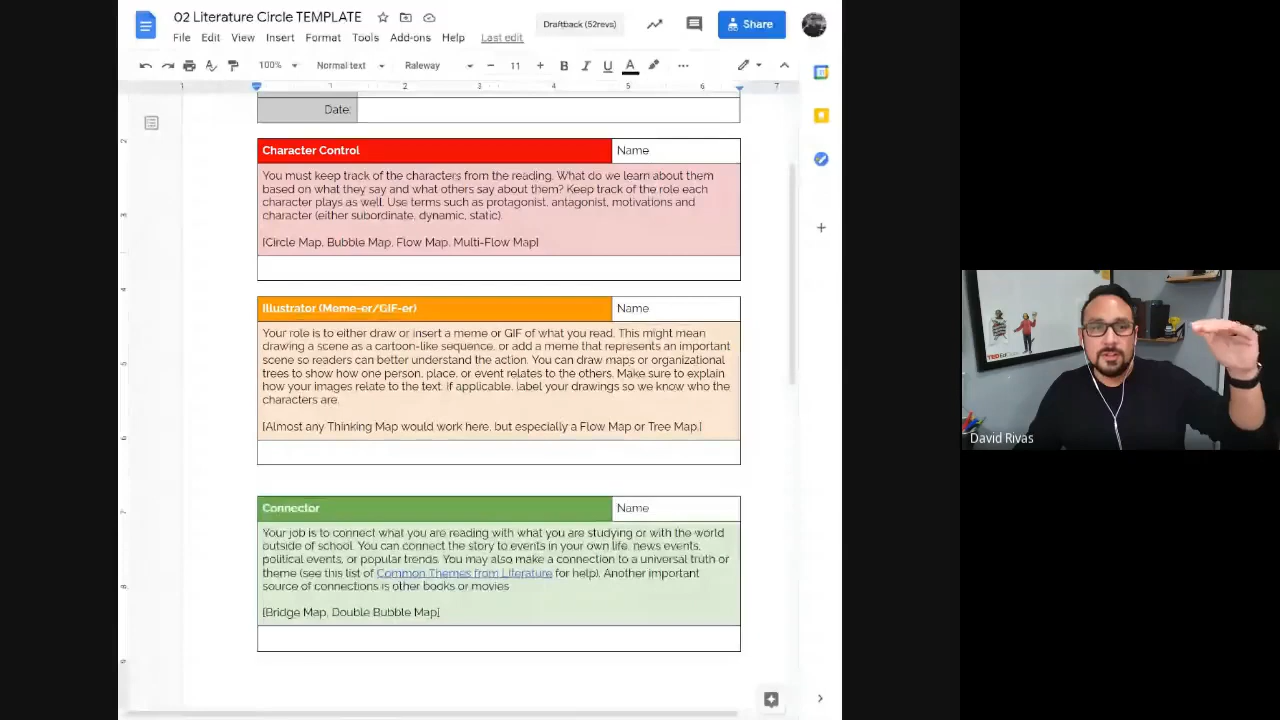 02 Literature Circle TEMPLATE
Draftback (52revs)
Share
File Edit View Insert Format Tools Add-ons Help Last edit
100% Normal text Raleway − 11 + B I U A
1 1 2 3 4 5 6 7
Date:
Character Control Name
You must keep track of the characters from the reading. What do we learn about them
based on what they say and what others say about them? Keep track of the role each
character plays as well. Use terms such as protagonist, antagonist, motivations and
character (either subordinate, dynamic, static).
[Circle Map, Bubble Map, Flow Map, Multi-Flow Map]
Illustrator (Meme-er/GIF-er) Name
Your role is to either draw or insert a meme or GIF of what you read. This might mean
drawing a scene as a cartoon-like sequence, or add a meme that represents an important
scene so readers can better understand the action. You can draw maps or organizational
trees to show how one person, place, or event relates to the others. Make sure to explain
how your images relate to the text. If applicable, label your drawings so we know who the
characters are.
[Almost any Thinking Map would work here, but especially a Flow Map or Tree Map.]
Connector Name
Your job is to connect what you are reading with what you are studying or with the world
outside of school. You can connect the story to events in your own life, news events,
political events, or popular trends. You may also make a connection to a universal truth or
theme (see this list of Common Themes from Literature for help). Another important
source of connections is other books or movies
[Bridge Map, Double Bubble Map]
David Rivas